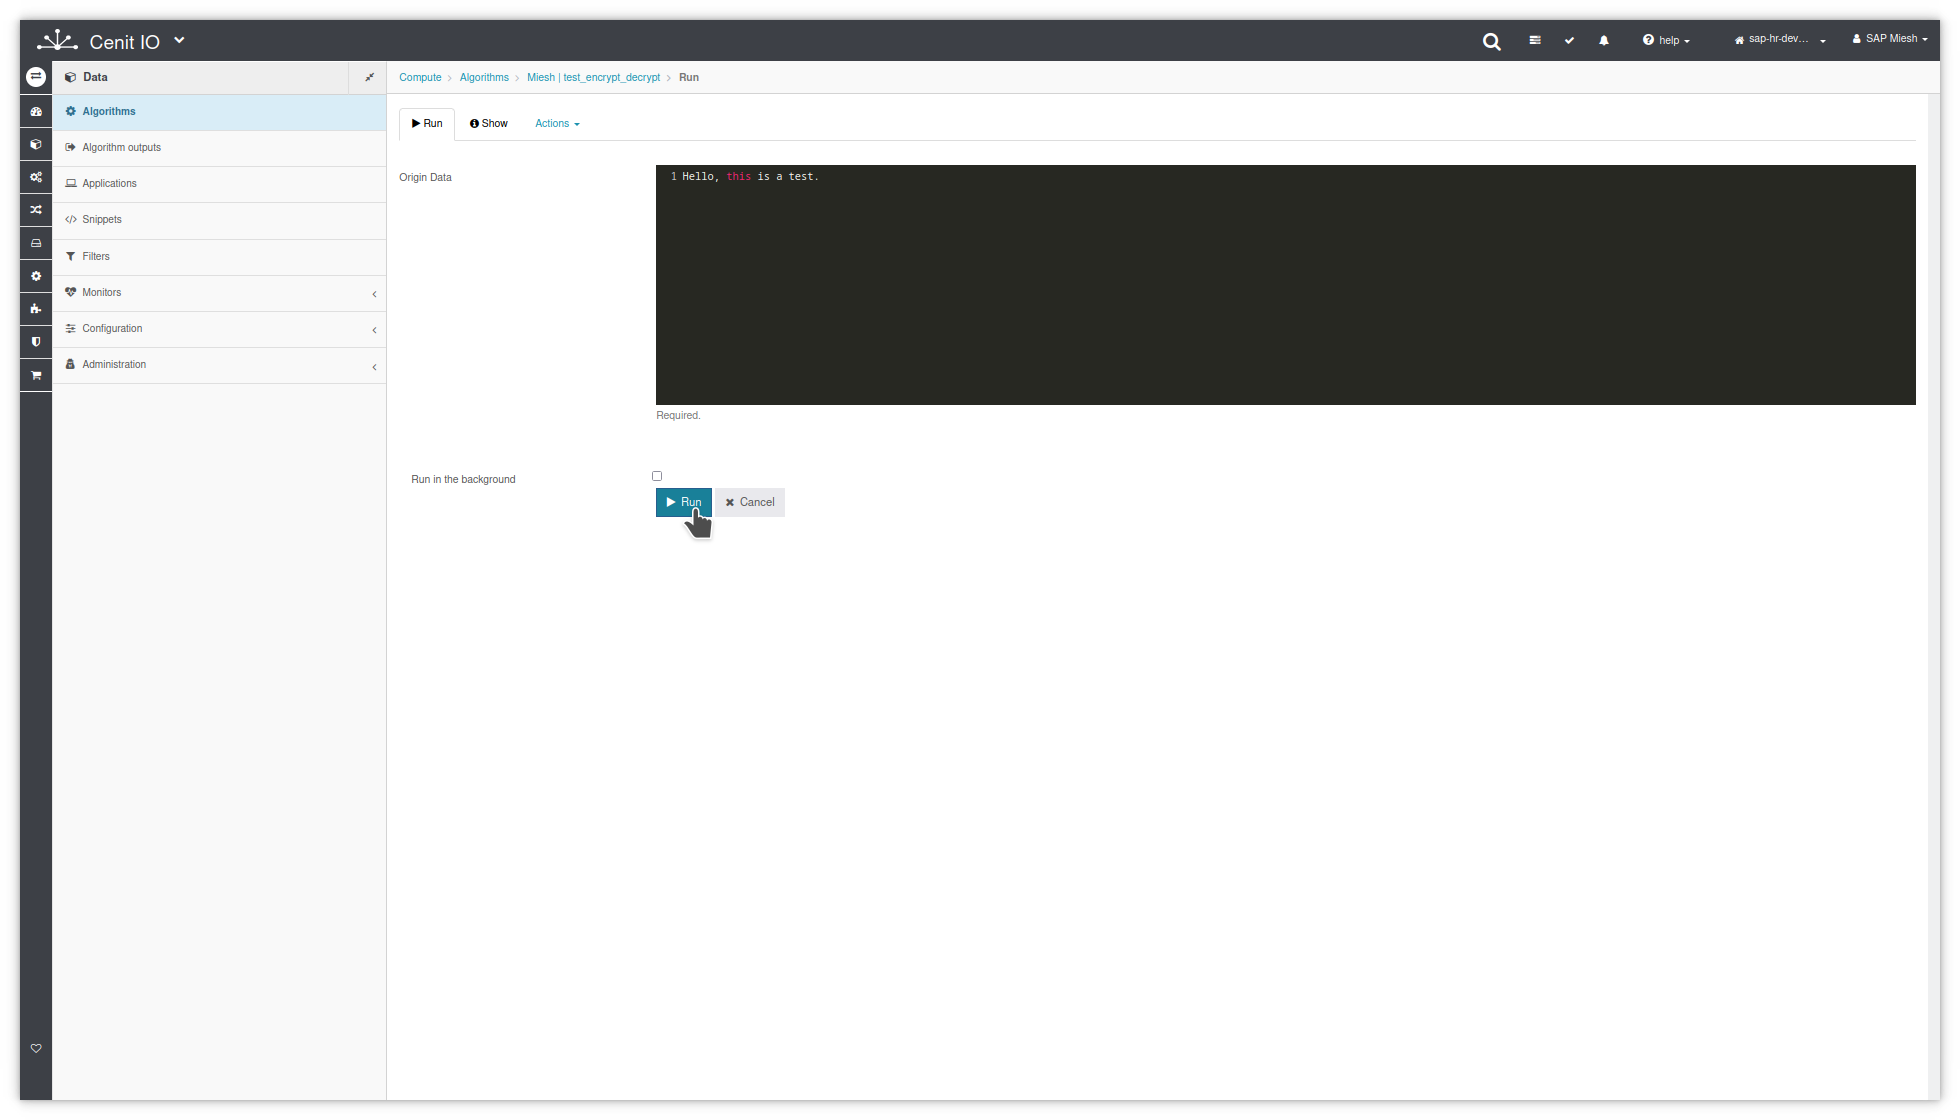 Cenit IO
help
sap-hr-dev...
SAP Miesh
Data
Compute > Algorithms > Miesh | test_encrypt_decrypt > Run
Algorithms
Algorithm outputs
Applications
Snippets
Filters
Monitors
Configuration
Administration
Run
Show
Actions
Origin Data
1 Hello, this is a test.
Required.
Run in the background
Run
Cancel